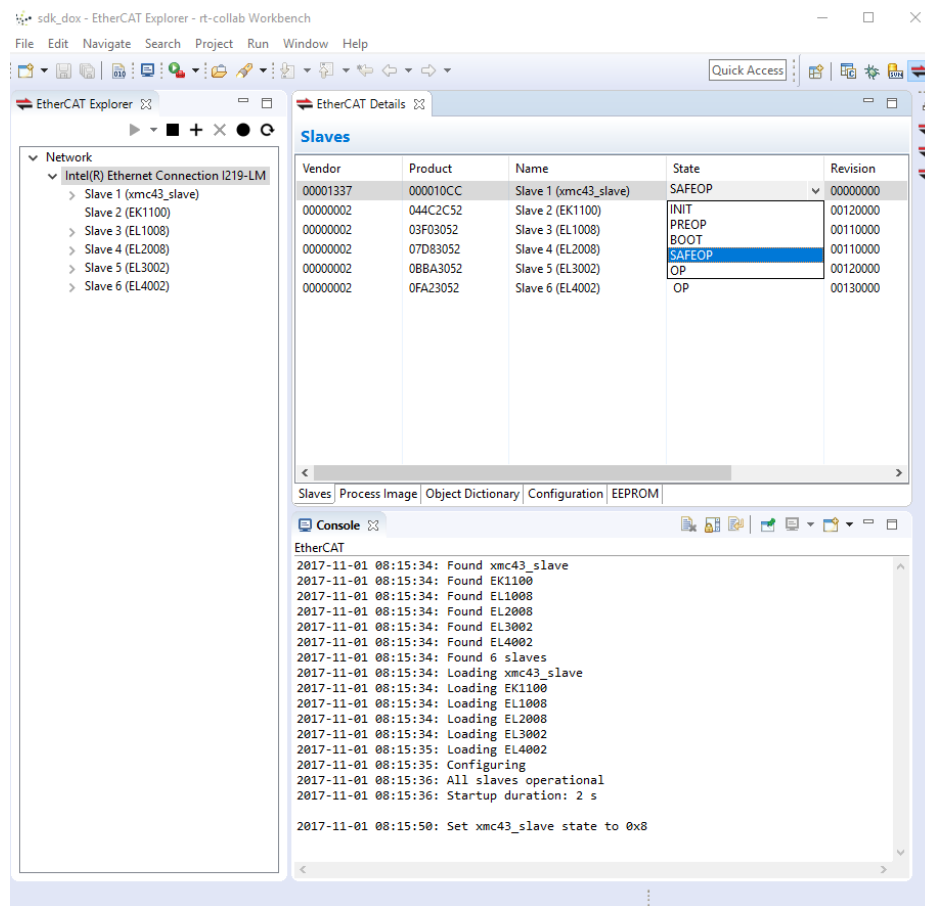 sdk_dox - EtherCAT Explorer - rt-collab Workbench
File Edit Navigate Search Project Run Window Help
Quick Access
EtherCAT Explorer
Network
Intel(R) Ethernet Connection I219-LM
Slave 1 (xmc43_slave)
Slave 2 (EK1100)
Slave 3 (EL1008)
Slave 4 (EL2008)
Slave 5 (EL3002)
Slave 6 (EL4002)
EtherCAT Details
Slaves
Vendor Product Name State Revision
00001337 000010CC Slave 1 (xmc43_slave) SAFEOP 00000000
00000002 044C2C52 Slave 2 (EK1100) 00120000
00000002 03F03052 Slave 3 (EL1008) 00110000
00000002 07D83052 Slave 4 (EL2008) 00110000
00000002 0BBA3052 Slave 5 (EL3002) 00120000
00000002 0FA23052 Slave 6 (EL4002) OP 00130000
INIT
PREOP
BOOT
SAFEOP
OP
Slaves Process Image Object Dictionary Configuration EEPROM
Console
EtherCAT
2017-11-01 08:15:34: Found xmc43_slave
2017-11-01 08:15:34: Found EK1100
2017-11-01 08:15:34: Found EL1008
2017-11-01 08:15:34: Found EL2008
2017-11-01 08:15:34: Found EL3002
2017-11-01 08:15:34: Found EL4002
2017-11-01 08:15:34: Found 6 slaves
2017-11-01 08:15:34: Loading xmc43_slave
2017-11-01 08:15:34: Loading EK1100
2017-11-01 08:15:34: Loading EL1008
2017-11-01 08:15:34: Loading EL2008
2017-11-01 08:15:34: Loading EL3002
2017-11-01 08:15:35: Loading EL4002
2017-11-01 08:15:35: Configuring
2017-11-01 08:15:36: All slaves operational
2017-11-01 08:15:36: Startup duration: 2 s
2017-11-01 08:15:50: Set xmc43_slave state to 0x8